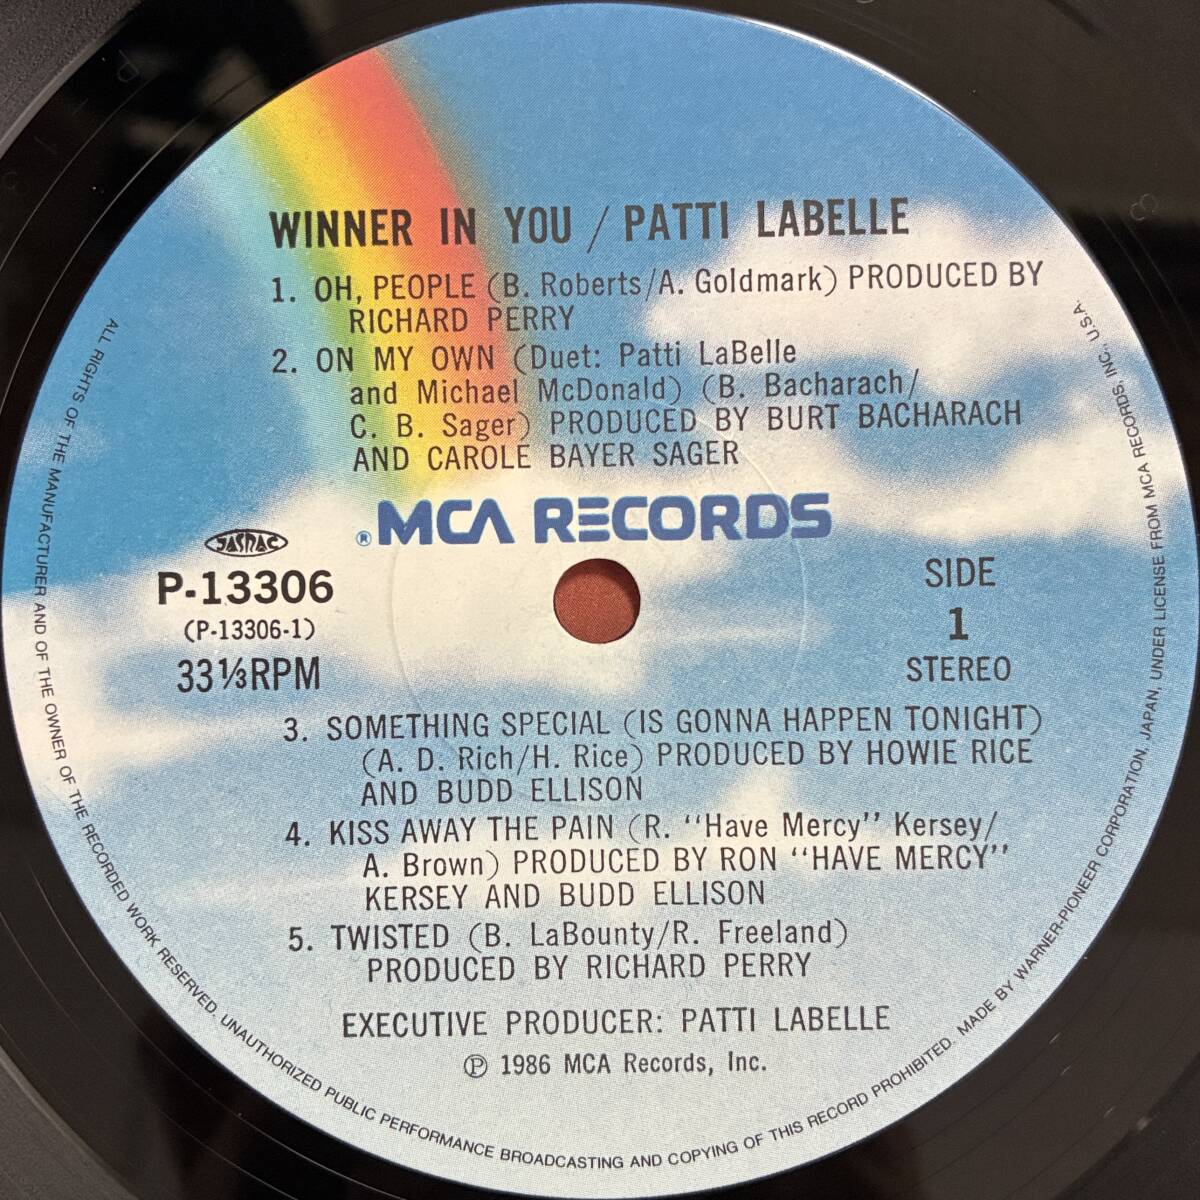 WINNER IN YOU / PATTI LABELLE
1. OH, PEOPLE (B. Roberts/A. Goldmark) PRODUCED BY
RICHARD PERRY
2. ON MY OWN (Duet: Patti LaBelle
and Michael McDonald) (B. Bacharach/
C. B. Sager) PRODUCED BY BURT BACHARACH
AND CAROLE BAYER SAGER
® MCA RECORDS
JASRAC
P-13306
(P-13306-1)
33⅓RPM
SIDE
1
STEREO
3. SOMETHING SPECIAL (IS GONNA HAPPEN TONIGHT)
(A. D. Rich/H. Rice) PRODUCED BY HOWIE RICE
AND BUDD ELLISON
4. KISS AWAY THE PAIN (R. "Have Mercy" Kersey/
A. Brown) PRODUCED BY RON "HAVE MERCY"
KERSEY AND BUDD ELLISON
5. TWISTED (B. LaBounty/R. Freeland)
PRODUCED BY RICHARD PERRY
EXECUTIVE PRODUCER: PATTI LABELLE
℗ 1986 MCA Records, Inc.
ALL RIGHTS OF THE MANUFACTURER AND OF THE OWNER OF THE RECORDED WORK RESERVED. UNAUTHORIZED PUBLIC PERFORMANCE BROADCASTING AND COPYING OF THIS RECORD PROHIBITED. MADE BY WARNER-PIONEER CORPORATION, JAPAN, UNDER LICENSE FROM MCA RECORDS INC., U.S.A.